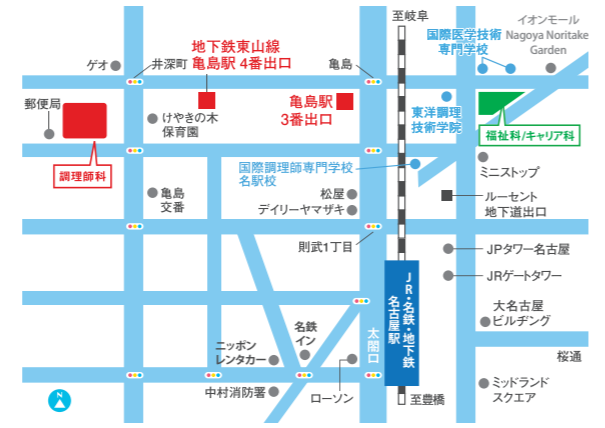 至岐阜
イオンモール
Nagoya Noritake
Garden
国際医学技術
専門学校
地下鉄東山線
亀島駅 4番出口
ゲオ
井深町
亀島
郵便局
けやきの木
保育園
亀島駅
3番出口
東洋調理
技術学院
福祉科/キャリア科
調理師科
国際調理師専門学校
名駅校
ミニストップ
亀島
交番
松屋
デイリーヤマザキ
ルーセント
地下道出口
則武1丁目
JPタワー名古屋
JRゲートタワー
JR・名鉄・地下鉄
名古屋駅
大名古屋
ビルヂング
太閤口
名鉄
イン
ニッポン
レンタカー
桜通
中村消防署
ローソン
至豊橋
ミッドランド
スクエア
N